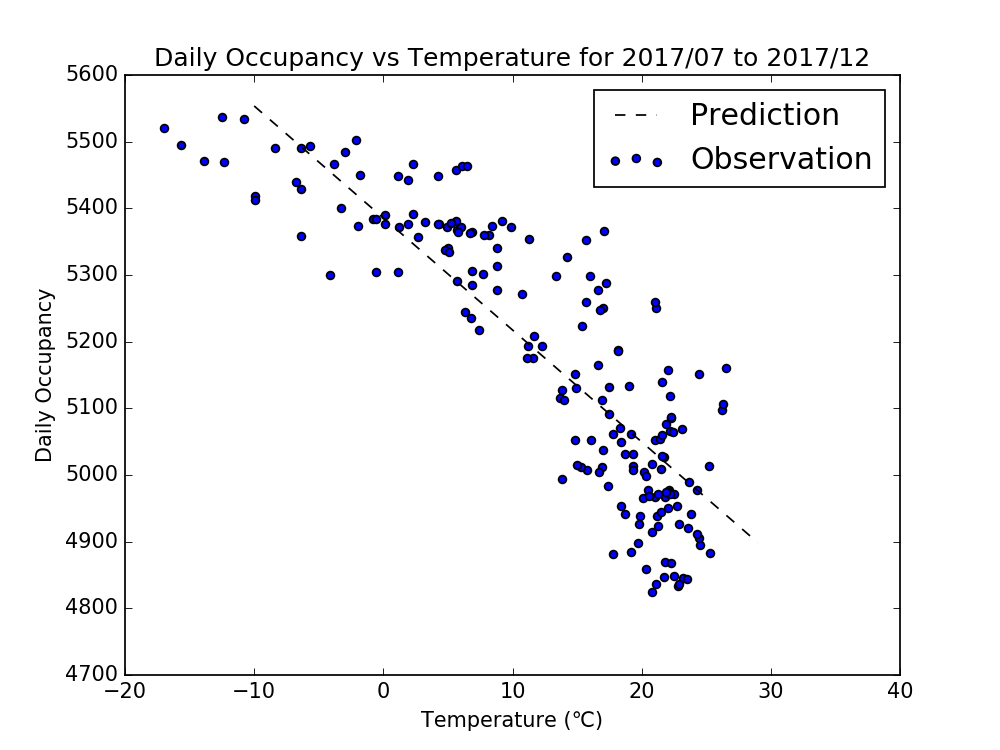 Daily Occupancy vs Temperature for 2017/07 to 2017/12
5600
5500
5400
5300
5200
5100
5000
4900
4800
4700
Daily Occupancy
Prediction
Observation
−20 −10 0 10 20 30 40
Temperature (°C)